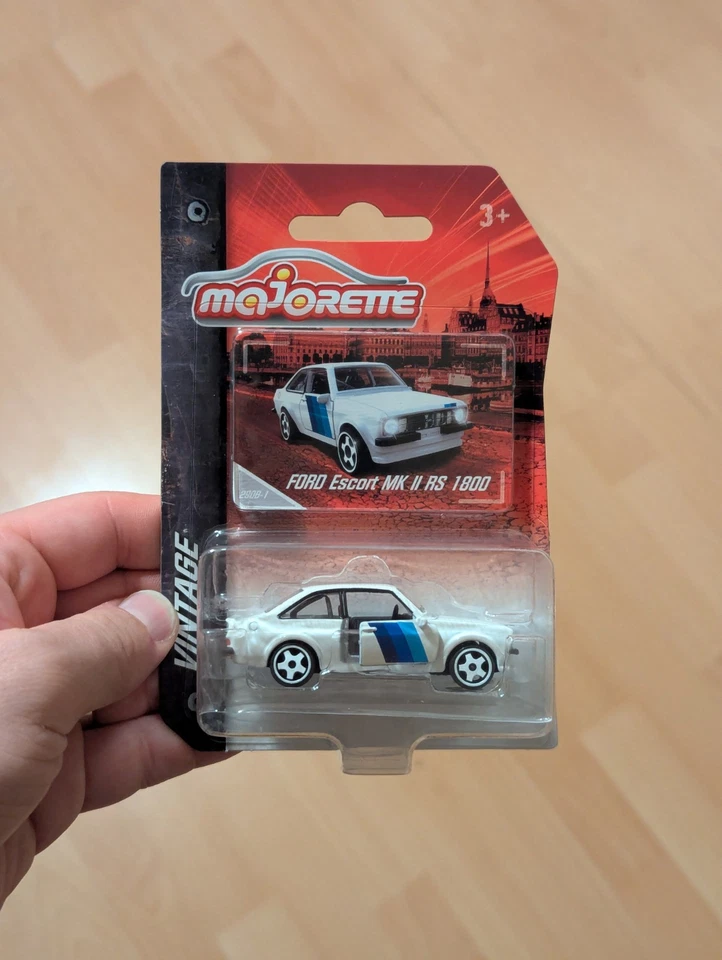 3+
majorette
FORD Escort MK II RS 1800
VINTAGE